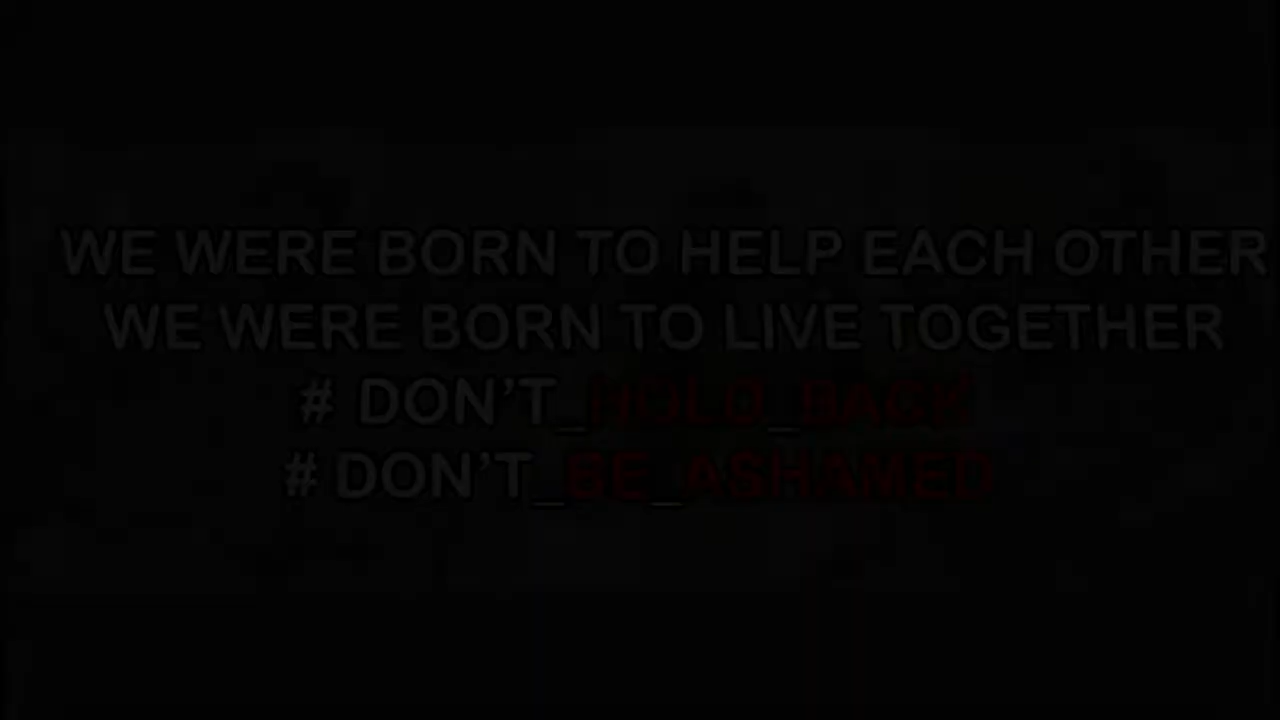 WE WERE BORN TO HELP EACH OTHER
WE WERE BORN TO LIVE TOGETHER
# DON'T_HOLD_BACK
# DON'T_BE_ASHAMED